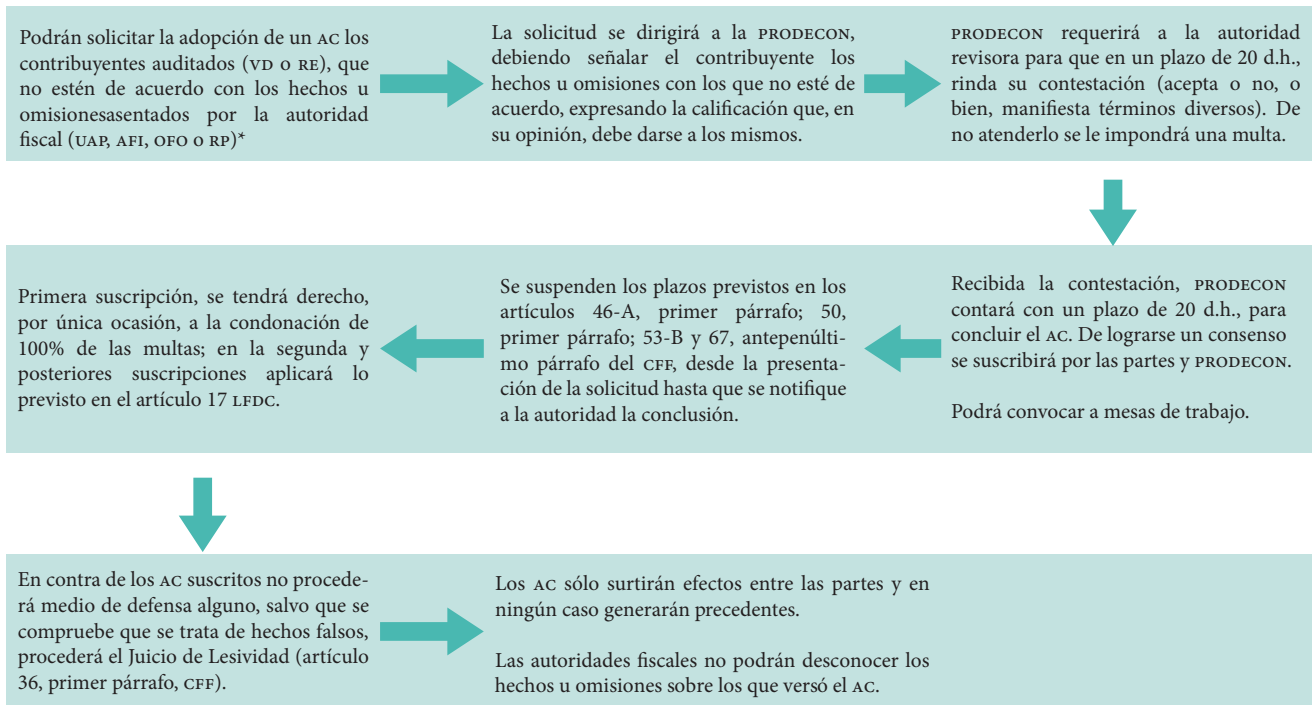 Podrán solicitar la adopción de un AC los
contribuyentes auditados (VD o RE), que
no estén de acuerdo con los hechos u
omisionesasentados por la autoridad
fiscal (UAP, AFI, OFO o RP)*
La solicitud se dirigirá a la PRODECON,
debiendo señalar el contribuyente los
hechos u omisiones con los que no esté de
acuerdo, expresando la calificación que, en
su opinión, debe darse a los mismos.
PRODECON requerirá a la autoridad
revisora para que en un plazo de 20 d.h.,
rinda su contestación (acepta o no, o
bien, manifiesta términos diversos). De
no atenderlo se le impondrá una multa.
Recibida la contestación, PRODECON
contará con un plazo de 20 d.h., para
concluir el AC. De lograrse un consenso
se suscribirá por las partes y PRODECON.
Podrá convocar a mesas de trabajo.
Se suspenden los plazos previstos en los
artículos 46-A, primer párrafo; 50,
primer párrafo; 53-B y 67, antepenúlti-
mo párrafo del CFF, desde la presenta-
ción de la solicitud hasta que se notifique
a la autoridad la conclusión.
Primera suscripción, se tendrá derecho,
por única ocasión, a la condonación de
100% de las multas; en la segunda y
posteriores suscripciones aplicará lo
previsto en el artículo 17 LFDC.
En contra de los AC suscritos no procede-
rá medio de defensa alguno, salvo que se
compruebe que se trata de hechos falsos,
procederá el Juicio de Lesividad (artículo
36, primer párrafo, CFF).
Los AC sólo surtirán efectos entre las partes y en
ningún caso generarán precedentes.
Las autoridades fiscales no podrán desconocer los
hechos u omisiones sobre los que versó el AC.